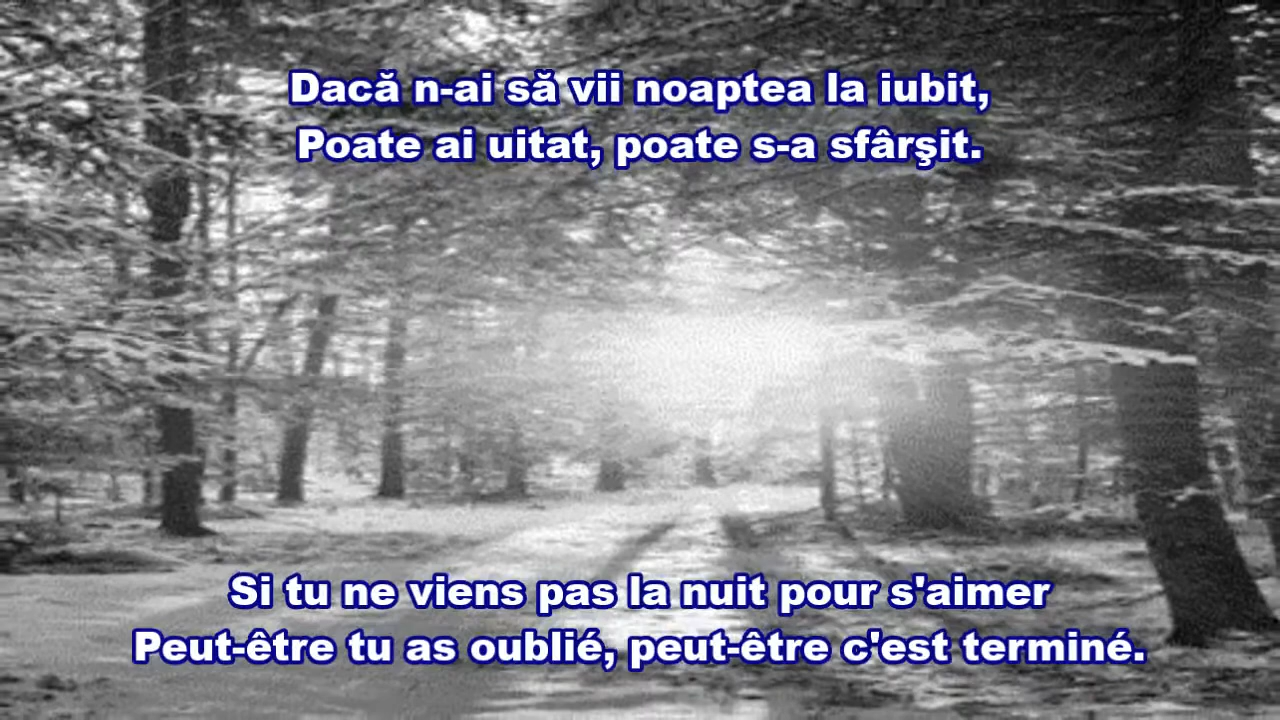 Dacă n-ai să vii noaptea la iubit,
Poate ai uitat, poate s-a sfârşit.
Si tu ne viens pas la nuit pour s'aimer
Peut-être tu as oublié, peut-être c'est terminé.